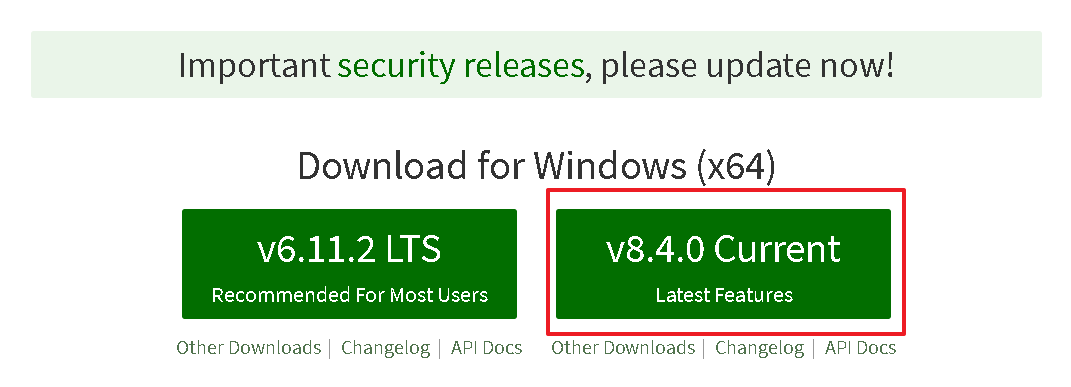 Important security releases, please update now!
Download for Windows (x64)
v6.11.2 LTS
Recommended For Most Users
v8.4.0 Current
Latest Features
Other Downloads | Changelog | API Docs
Other Downloads | Changelog | API Docs